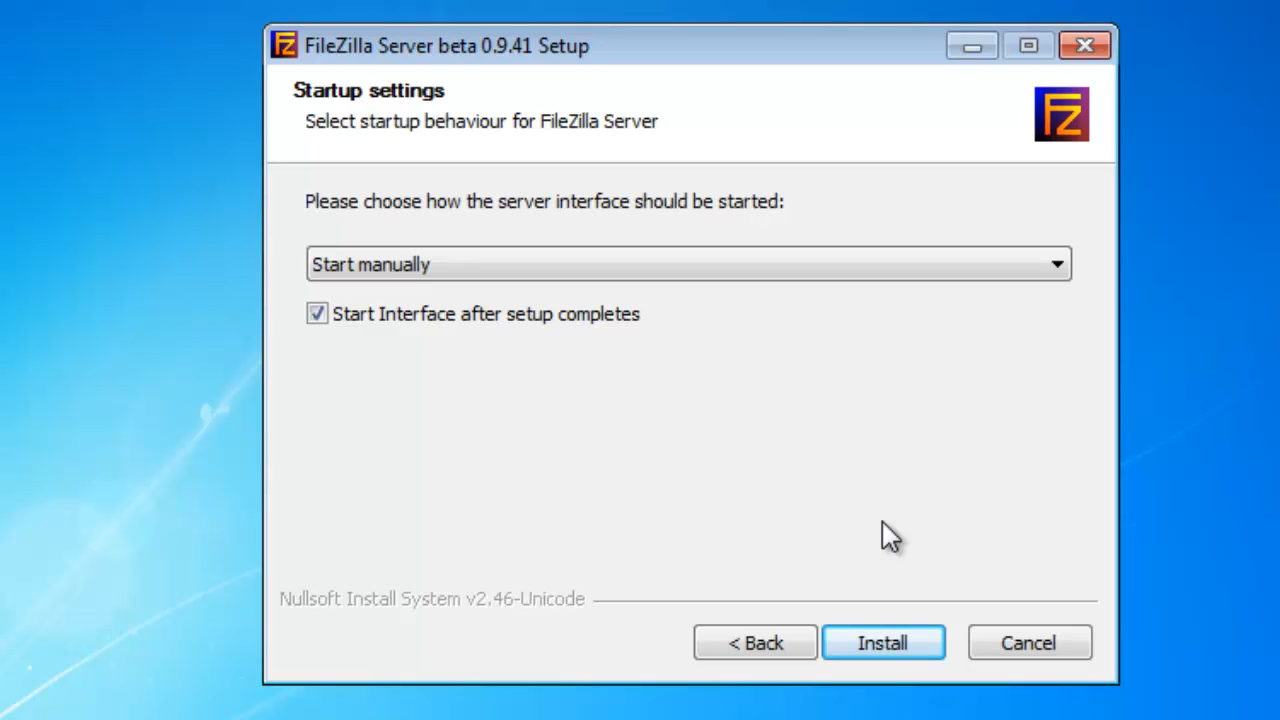 FileZilla Server beta 0.9.41 Setup
Startup settings
Select startup behaviour for FileZilla Server
Please choose how the server interface should be started:
Start manually
Start Interface after setup completes
Nullsoft Install System v2.46-Unicode
< Back
Install
Cancel